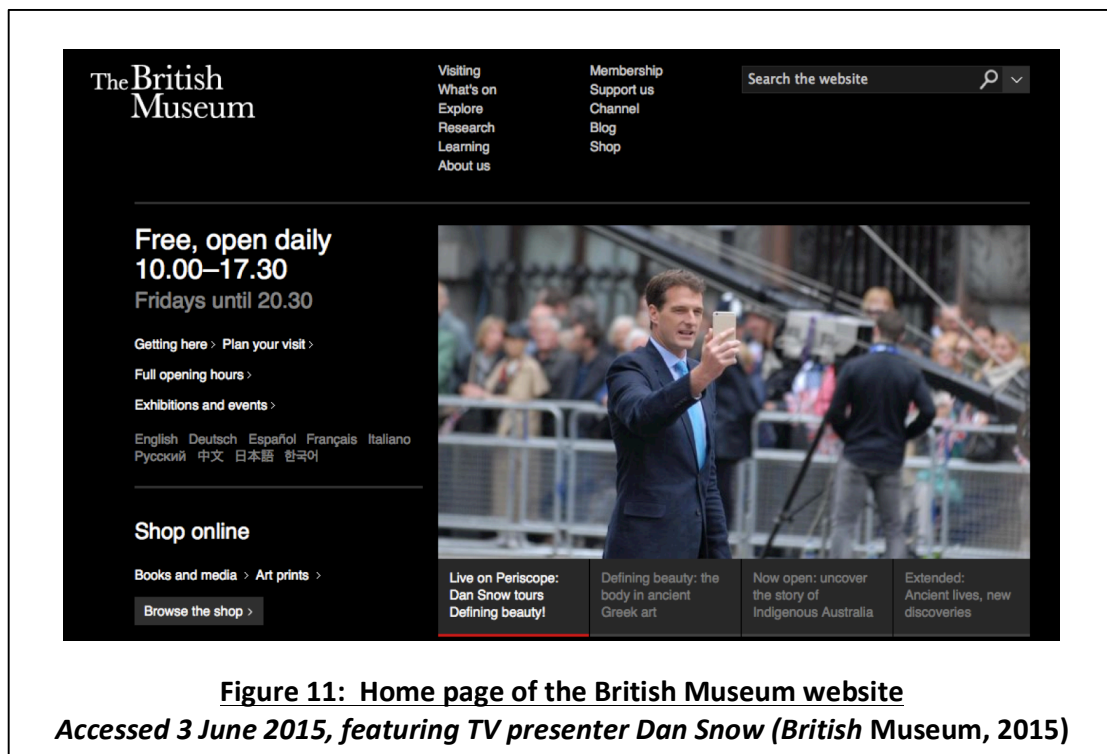 The British
Museum
Visiting
What's on
Explore
Research
Learning
About us
Membership
Support us
Channel
Blog
Shop
Search the website
Free, open daily
10.00–17.30
Fridays until 20.30
Getting here > Plan your visit >
Full opening hours >
Exhibitions and events >
English Deutsch Español Français Italiano
Русский 中文 日本語 한국어
Shop online
Books and media > Art prints >
Browse the shop >
Live on Periscope:
Dan Snow tours
Defining beauty!
Defining beauty: the
body in ancient
Greek art
Now open: uncover
the story of
Indigenous Australia
Extended:
Ancient lives, new
discoveries
Figure 11: Home page of the British Museum website
Accessed 3 June 2015, featuring TV presenter Dan Snow (British Museum, 2015)